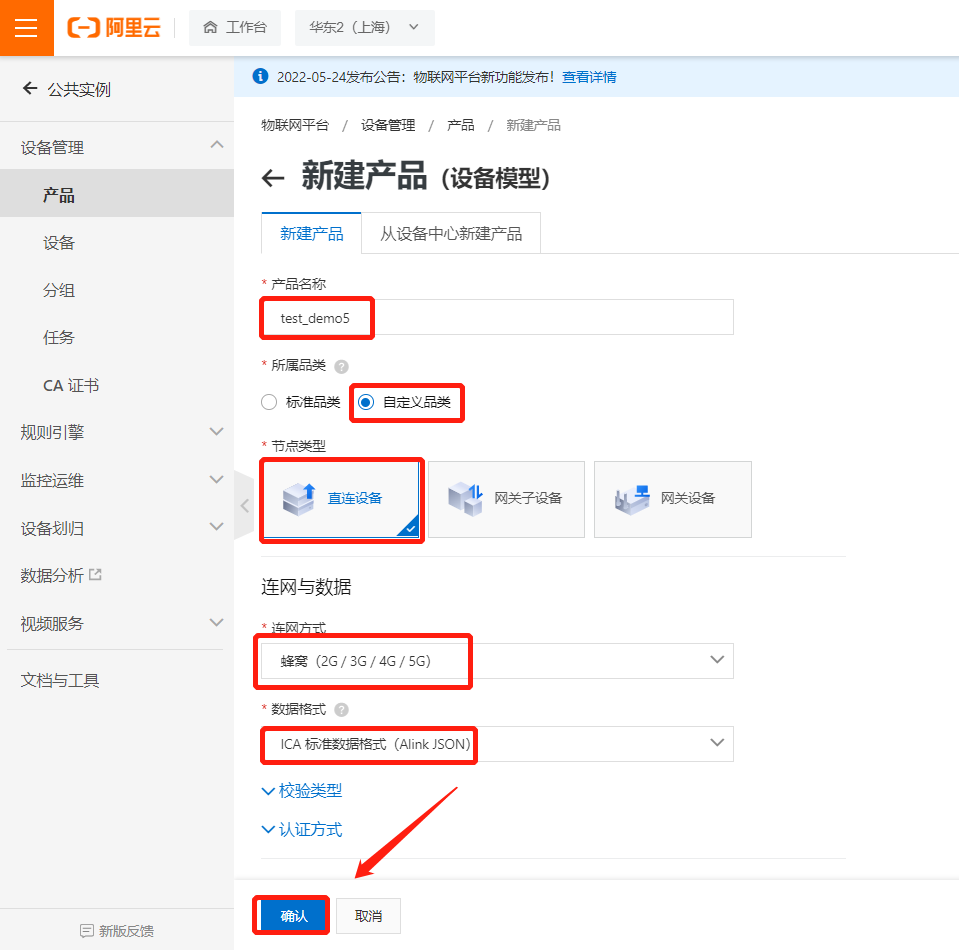 阿里云
工作台
华东2（上海）
公共实例
设备管理
产品
设备
分组
任务
CA 证书
规则引擎
监控运维
设备划归
数据分析
视频服务
文档与工具
新版反馈
2022-05-24发布公告：物联网平台新功能发布！查看详情
物联网平台 / 设备管理 / 产品 / 新建产品
新建产品（设备模型）
新建产品 从设备中心新建产品
* 产品名称
test_demo5
* 所属品类 ?
标准品类 自定义品类
* 节点类型
直连设备 网关子设备 网关设备
连网与数据
* 连网方式
蜂窝（2G / 3G / 4G / 5G）
* 数据格式 ?
ICA 标准数据格式（Alink JSON）
校验类型
认证方式
确认 取消